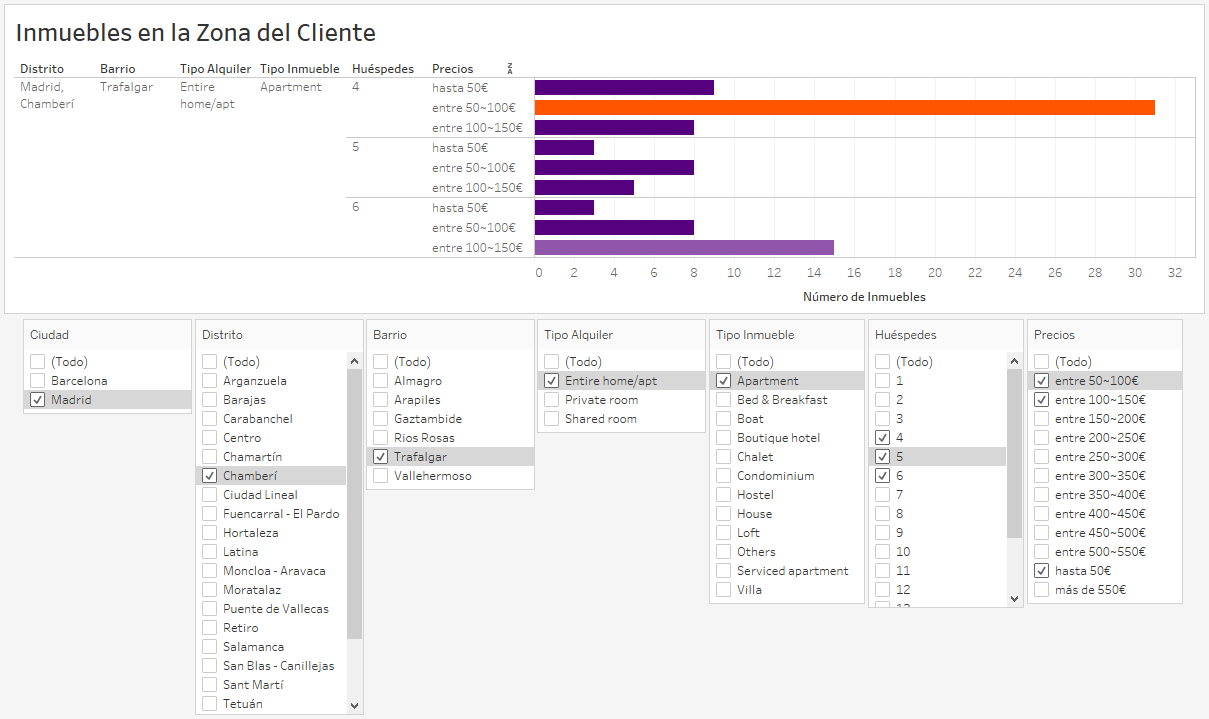 Inmuebles en la Zona del Cliente
Distrito Barrio Tipo Alquiler Tipo Inmueble Huéspedes Precios
Madrid, Trafalgar Entire Apartment 4 hasta 50€
Chamberí home/apt
entre 50~100€
entre 100~150€
5 hasta 50€
entre 50~100€
entre 100~150€
6 hasta 50€
entre 50~100€
entre 100~150€
0 2 4 6 8 10 12 14 16 18 20 22 24 26 28 30 32
Número de Inmuebles
Ciudad
(Todo)
Barcelona
Madrid
Distrito
(Todo)
Arganzuela
Barajas
Carabanchel
Centro
Chamartín
Chamberí
Ciudad Lineal
Fuencarral - El Pardo
Hortaleza
Latina
Moncloa - Aravaca
Moratalaz
Puente de Vallecas
Retiro
Salamanca
San Blas - Canillejas
Sant Martí
Tetuán
Barrio
(Todo)
Almagro
Arapiles
Gaztambide
Rios Rosas
Trafalgar
Vallehermoso
Tipo Alquiler
(Todo)
Entire home/apt
Private room
Shared room
Tipo Inmueble
(Todo)
Apartment
Bed & Breakfast
Boat
Boutique hotel
Chalet
Condominium
Hostel
House
Loft
Others
Serviced apartment
Villa
Huéspedes
(Todo)
1
2
3
4
5
6
7
8
9
10
11
12
Precios
(Todo)
entre 50~100€
entre 100~150€
entre 150~200€
entre 200~250€
entre 250~300€
entre 300~350€
entre 350~400€
entre 400~450€
entre 450~500€
entre 500~550€
hasta 50€
más de 550€